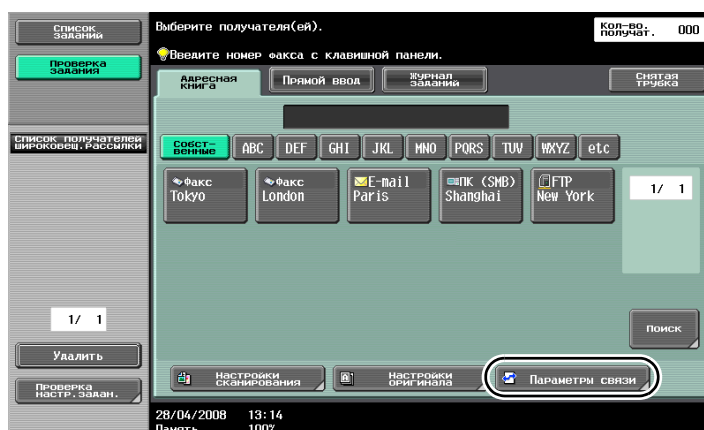 Список
заданий
Проверка
задания
Список получателей
широковещ.рассылки
1/ 1
Удалить
Проверка
настр.задан.
Выберите получателя(ей).
Введите номер факса с клавишной панели.
Кол-во.
получат. 000
Адресная
книга
Прямой ввод
Журнал
заданий
Снятая
трубка
Собст-
венные
ABC
DEF
GHI
JKL
MNO
PQRS
TUV
WXYZ
etc
Факс
Tokyo
Факс
London
E-mail
Paris
ПК (SMB)
Shanghai
FTP
New York
1/ 1
Поиск
Настройки
сканирования
Настройки
оригинала
Параметры связи
28/04/2008 13:14
Память 100%